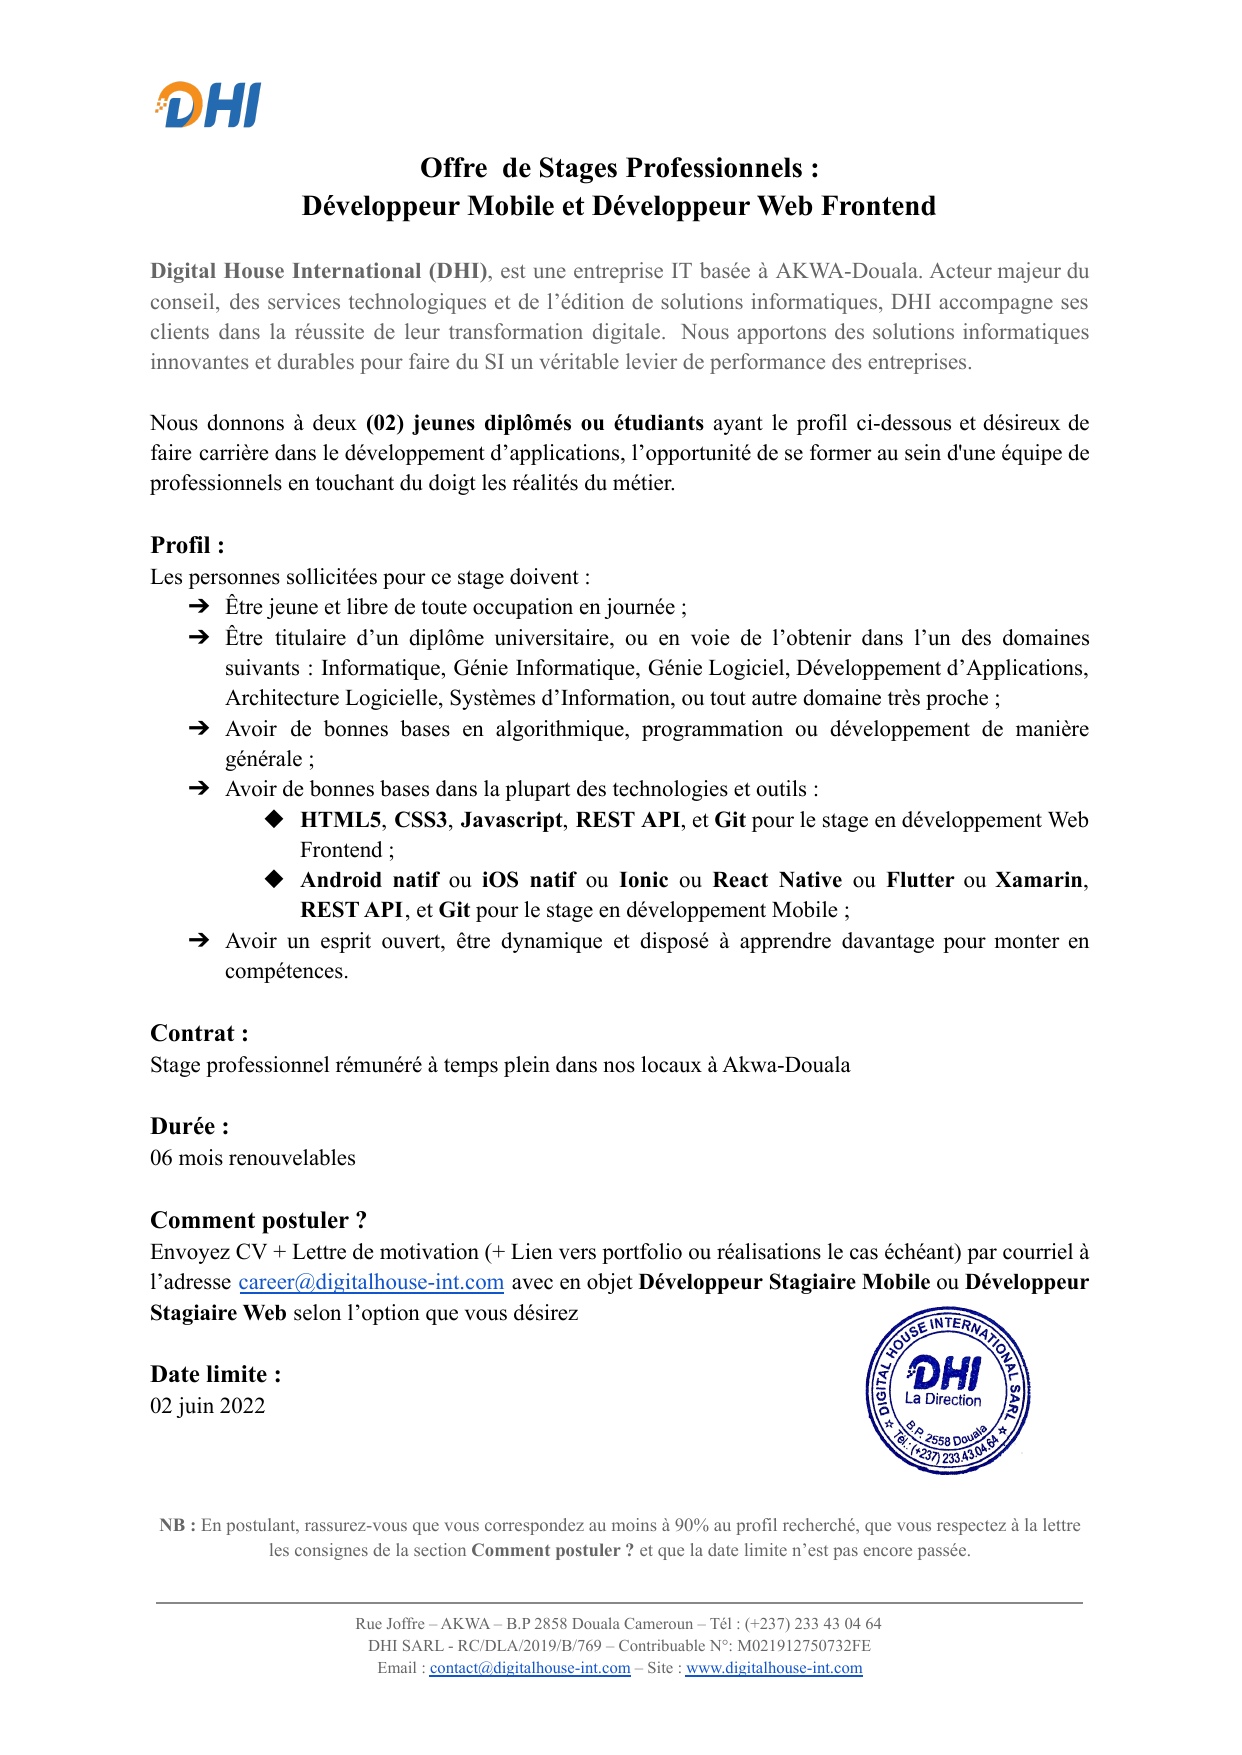 DHI
Offre  de Stages Professionnels :
Développeur Mobile et Développeur Web Frontend
Digital House International (DHI), est une entreprise IT basée à AKWA-Douala. Acteur majeur du
conseil, des services technologiques et de l’édition de solutions informatiques, DHI accompagne ses
clients dans la réussite de leur transformation digitale.  Nous apportons des solutions informatiques
innovantes et durables pour faire du SI un véritable levier de performance des entreprises.
Nous donnons à deux (02) jeunes diplômés ou étudiants ayant le profil ci-dessous et désireux de
faire carrière dans le développement d’applications, l’opportunité de se former au sein d'une équipe de
professionnels en touchant du doigt les réalités du métier.
Profil :
Les personnes sollicitées pour ce stage doivent :
➔ Être jeune et libre de toute occupation en journée ;
➔ Être titulaire d’un diplôme universitaire, ou en voie de l’obtenir dans l’un des domaines
suivants : Informatique, Génie Informatique, Génie Logiciel, Développement d’Applications,
Architecture Logicielle, Systèmes d’Information, ou tout autre domaine très proche ;
➔ Avoir de bonnes bases en algorithmique, programmation ou développement de manière
générale ;
➔ Avoir de bonnes bases dans la plupart des technologies et outils :
◆ HTML5, CSS3, Javascript, REST API, et Git pour le stage en développement Web
Frontend ;
◆ Android natif ou iOS natif ou Ionic ou React Native ou Flutter ou Xamarin,
REST API, et Git pour le stage en développement Mobile ;
➔ Avoir un esprit ouvert, être dynamique et disposé à apprendre davantage pour monter en
compétences.
Contrat :
Stage professionnel rémunéré à temps plein dans nos locaux à Akwa-Douala
Durée :
06 mois renouvelables
Comment postuler ?
Envoyez CV + Lettre de motivation (+ Lien vers portfolio ou réalisations le cas échéant) par courriel à
l’adresse career@digitalhouse-int.com avec en objet Développeur Stagiaire Mobile ou Développeur
Stagiaire Web selon l’option que vous désirez
Date limite :
02 juin 2022
DIGITAL HOUSE INTERNATIONAL SARL
DHI
La Direction
B.P. 2558 Douala
Tél.: (+237) 233.43.04.64
NB : En postulant, rassurez-vous que vous correspondez au moins à 90% au profil recherché, que vous respectez à la lettre
les consignes de la section Comment postuler ? et que la date limite n’est pas encore passée.
Rue Joffre – AKWA – B.P 2858 Douala Cameroun – Tél : (+237) 233 43 04 64
DHI SARL - RC/DLA/2019/B/769 – Contribuable N°: M021912750732FE
Email : contact@digitalhouse-int.com – Site : www.digitalhouse-int.com